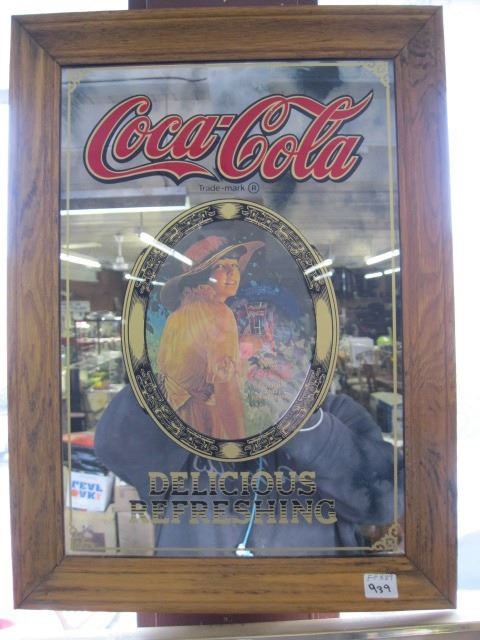 Coca-Cola
Trade-mark ®
DELICIOUS
REFRESHING
939